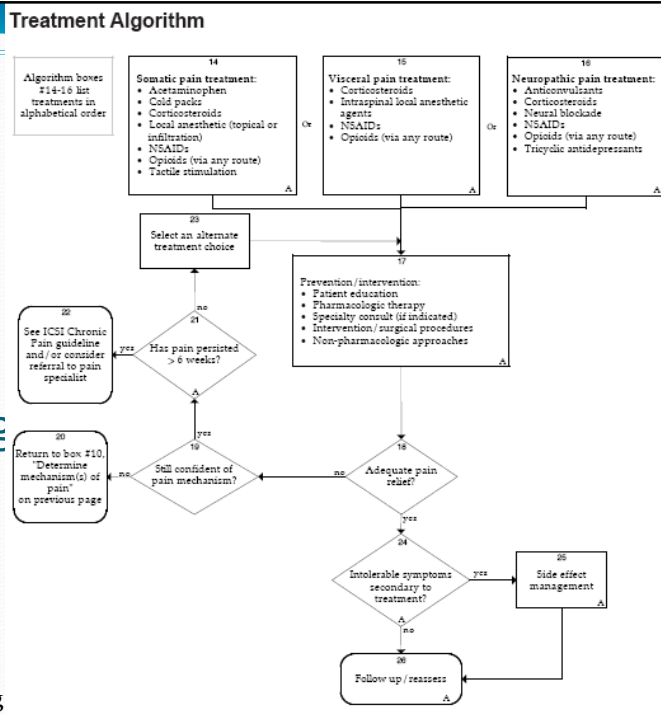 Treatment Algorithm
Algorithm boxes
#14-16 list
treatments in
alphabetical order
14
Somatic pain treatment:
• Acetaminophen
• Cold packs
• Corticosteroids
• Local anesthetic (topical or
infiltration)
• NSAIDs
• Opioids (via any route)
• Tactile stimulation
A
Or
15
Visceral pain treatment:
• Corticosteroids
• Intraspinal local anesthetic
agents
• NSAIDs
• Opioids (via any route)
A
Or
16
Neuropathic pain treatment:
• Anticonvulsants
• Corticosteroids
• Neural blockade
• NSAIDs
• Opioids (via any route)
• Tricyclic antidepressants
A
23
Select an alternate
treatment choice
17
Prevention/intervention:
• Patient education
• Pharmacologic therapy
• Specialty consult (if indicated)
• Intervention/surgical procedures
• Non-pharmacologic approaches
A
no
22
See ICSI Chronic
Pain guideline
and/or consider
referral to pain
specialist
yes
21
Has pain persisted
> 6 weeks?
A
yes
20
Return to box #10,
"Determine
mechanism(s) of
pain"
on previous page
no
19
Still confident of
pain mechanism?
no
18
Adequate pain
relief?
yes
24
Intolerable symptoms
secondary to
treatment?
A
yes
25
Side effect
management
A
no
26
Follow up/reassess
A
g